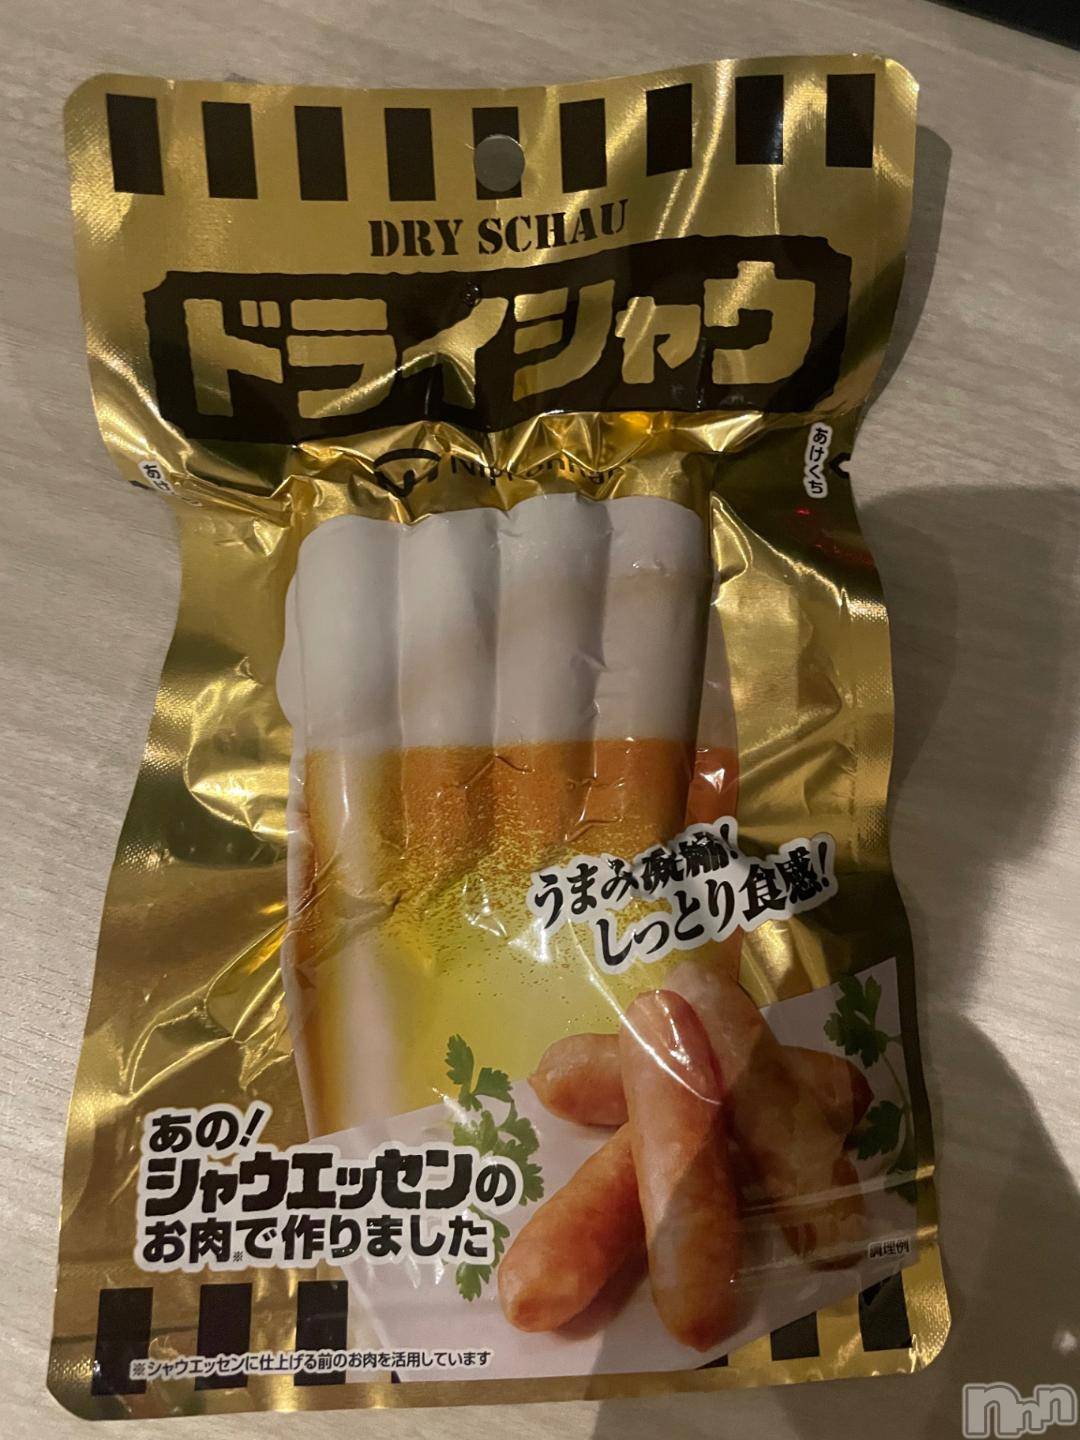 DRY SCHAU
ドライシャウ
あけくち
うまみ凝縮!
しっとり食感!
あの!
シャウエッセンの
お肉※で作りました
調理例
※シャウエッセンに仕上げる前のお肉を活用しています